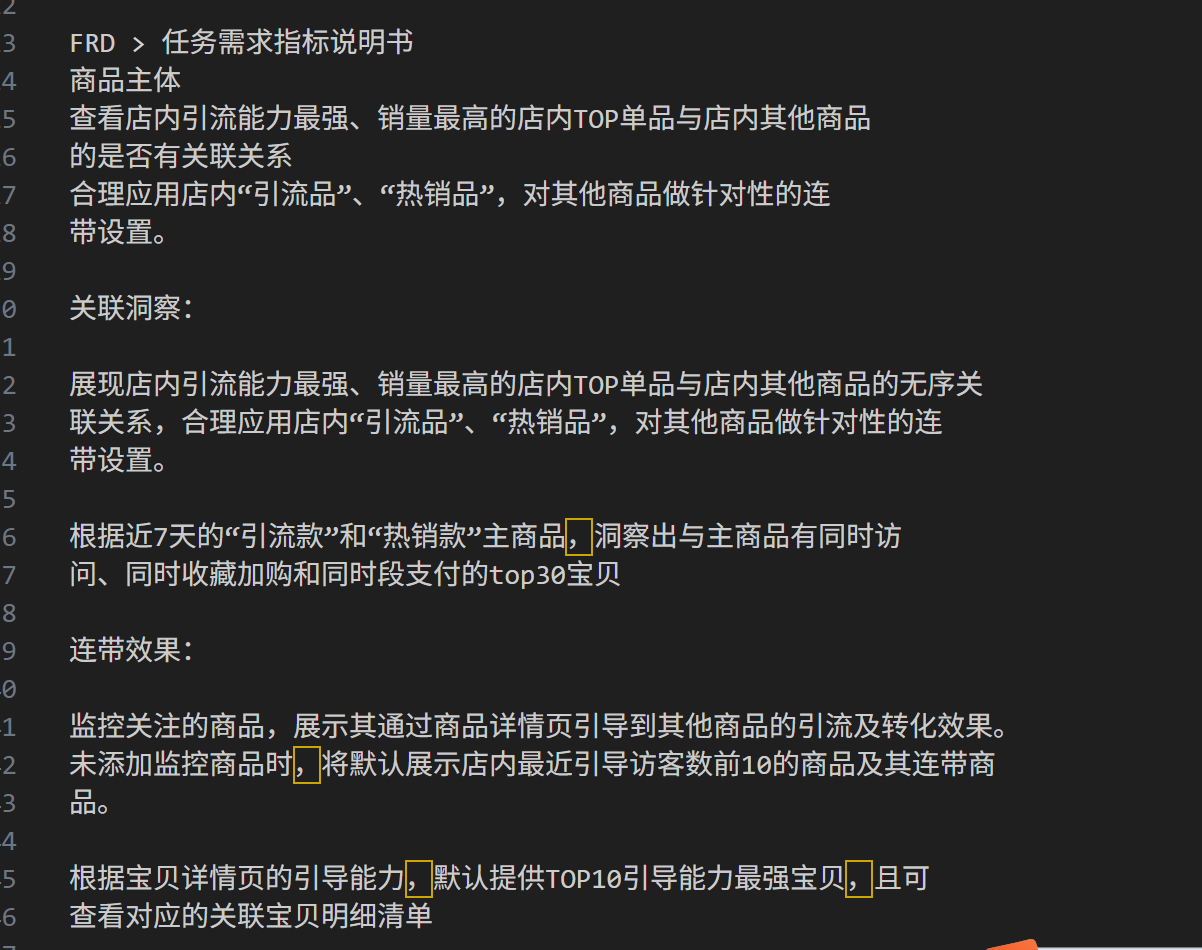 2
3 FRD > 任务需求指标说明书
4 商品主体
5 查看店内引流能力最强、销量最高的店内TOP单品与店内其他商品
6 的是否有关联关系
7 合理应用店内“引流品”、“热销品”，对其他商品做针对性的连
8 带设置。
9
0 关联洞察：
1
2 展现店内引流能力最强、销量最高的店内TOP单品与店内其他商品的无序关
3 联关系，合理应用店内“引流品”、“热销品”，对其他商品做针对性的连
4 带设置。
5
6 根据近7天的“引流款”和“热销款”主商品，洞察出与主商品有同时访
7 问、同时收藏加购和同时段支付的top30宝贝
8
9 连带效果：
0
1 监控关注的商品，展示其通过商品详情页引导到其他商品的引流及转化效果。
2 未添加监控商品时，将默认展示店内最近引导访客数前10的商品及其连带商
3 品。
4
5 根据宝贝详情页的引导能力，默认提供TOP10引导能力最强宝贝，且可
6 查看对应的关联宝贝明细清单